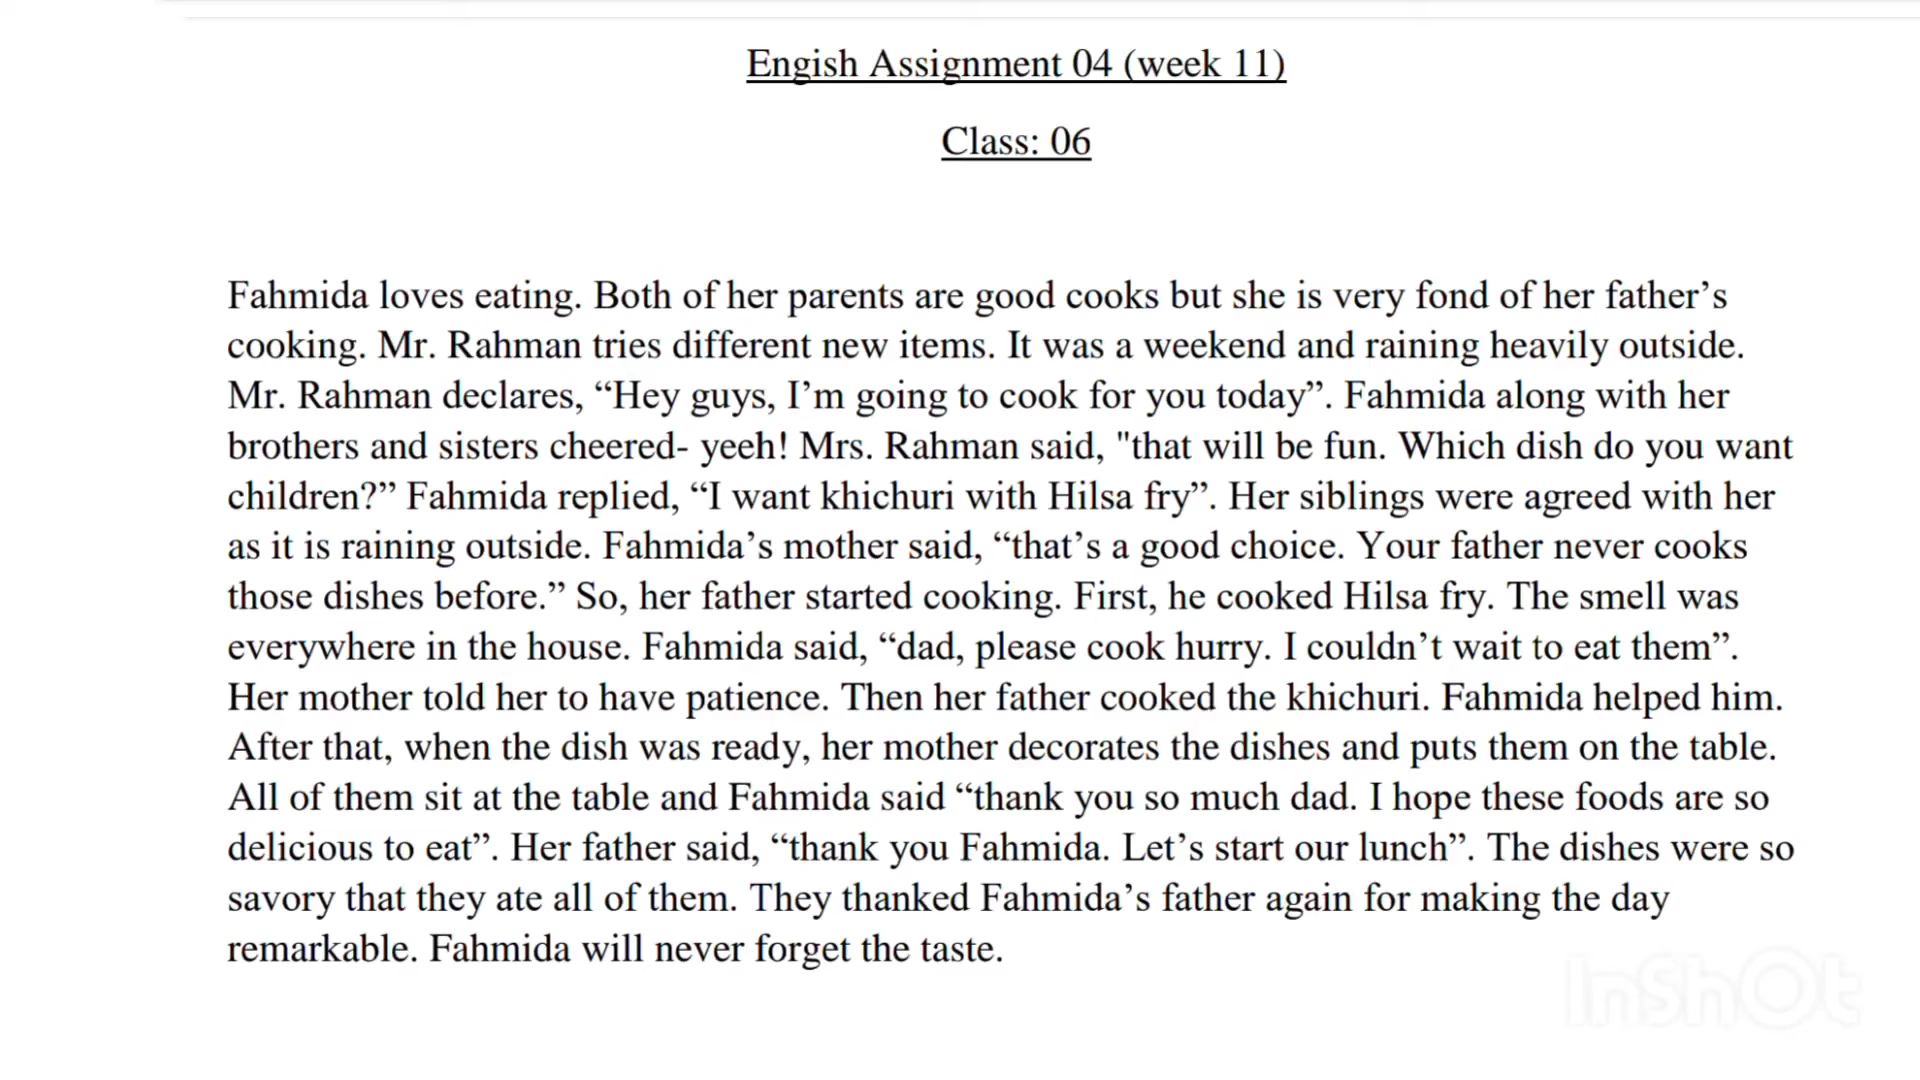 Engish Assignment 04 (week 11)
Class: 06
Fahmida loves eating. Both of her parents are good cooks but she is very fond of her father’s
cooking. Mr. Rahman tries different new items. It was a weekend and raining heavily outside.
Mr. Rahman declares, “Hey guys, I’m going to cook for you today”. Fahmida along with her
brothers and sisters cheered- yeeh! Mrs. Rahman said, "that will be fun. Which dish do you want
children?” Fahmida replied, “I want khichuri with Hilsa fry”. Her siblings were agreed with her
as it is raining outside. Fahmida’s mother said, “that’s a good choice. Your father never cooks
those dishes before.” So, her father started cooking. First, he cooked Hilsa fry. The smell was
everywhere in the house. Fahmida said, “dad, please cook hurry. I couldn’t wait to eat them”.
Her mother told her to have patience. Then her father cooked the khichuri. Fahmida helped him.
After that, when the dish was ready, her mother decorates the dishes and puts them on the table.
All of them sit at the table and Fahmida said “thank you so much dad. I hope these foods are so
delicious to eat”. Her father said, “thank you Fahmida. Let’s start our lunch”. The dishes were so
savory that they ate all of them. They thanked Fahmida’s father again for making the day
remarkable. Fahmida will never forget the taste.
InShOt